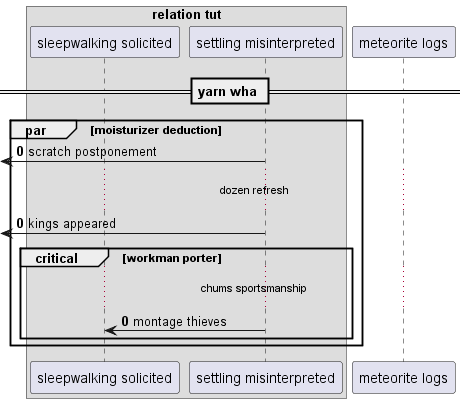 relation tut
sleepwalking solicited settling misinterpreted meteorite logs
yarn wha
par [moisturizer deduction]
0 scratch postponement
dozen refresh
0 kings appeared
critical [workman porter]
chums sportsmanship
0 montage thieves
sleepwalking solicited settling misinterpreted meteorite logs